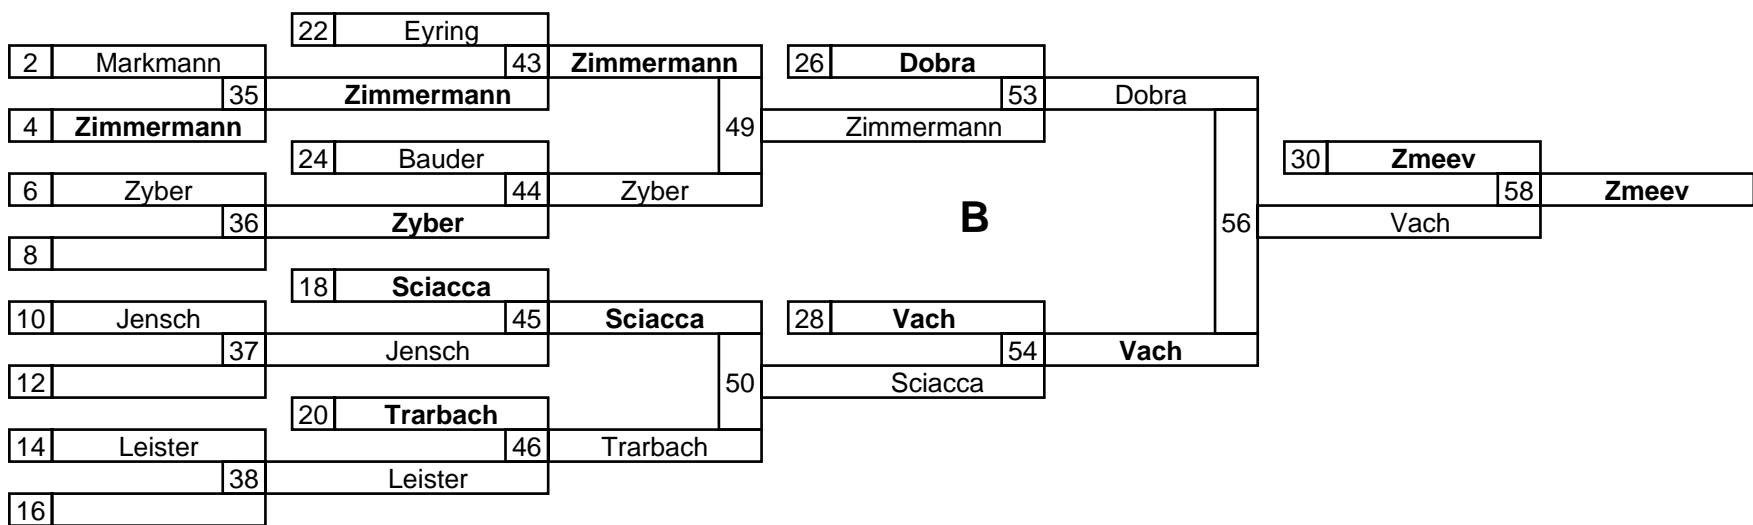 22 Eyring
2 Markmann 43 Zimmermann 26 Dobra
35 Zimmermann 53 Dobra
4 Zimmermann 49 Zimmermann
24 Bauder 30 Zmeev
6 Zyber 44 Zyber 58 Zmeev
36 Zyber B 56 Vach
8
18 Sciacca
10 Jensch 45 Sciacca 28 Vach
37 Jensch 54 Vach
12 50 Sciacca
20 Trarbach
14 Leister 46 Trarbach
38 Leister
16